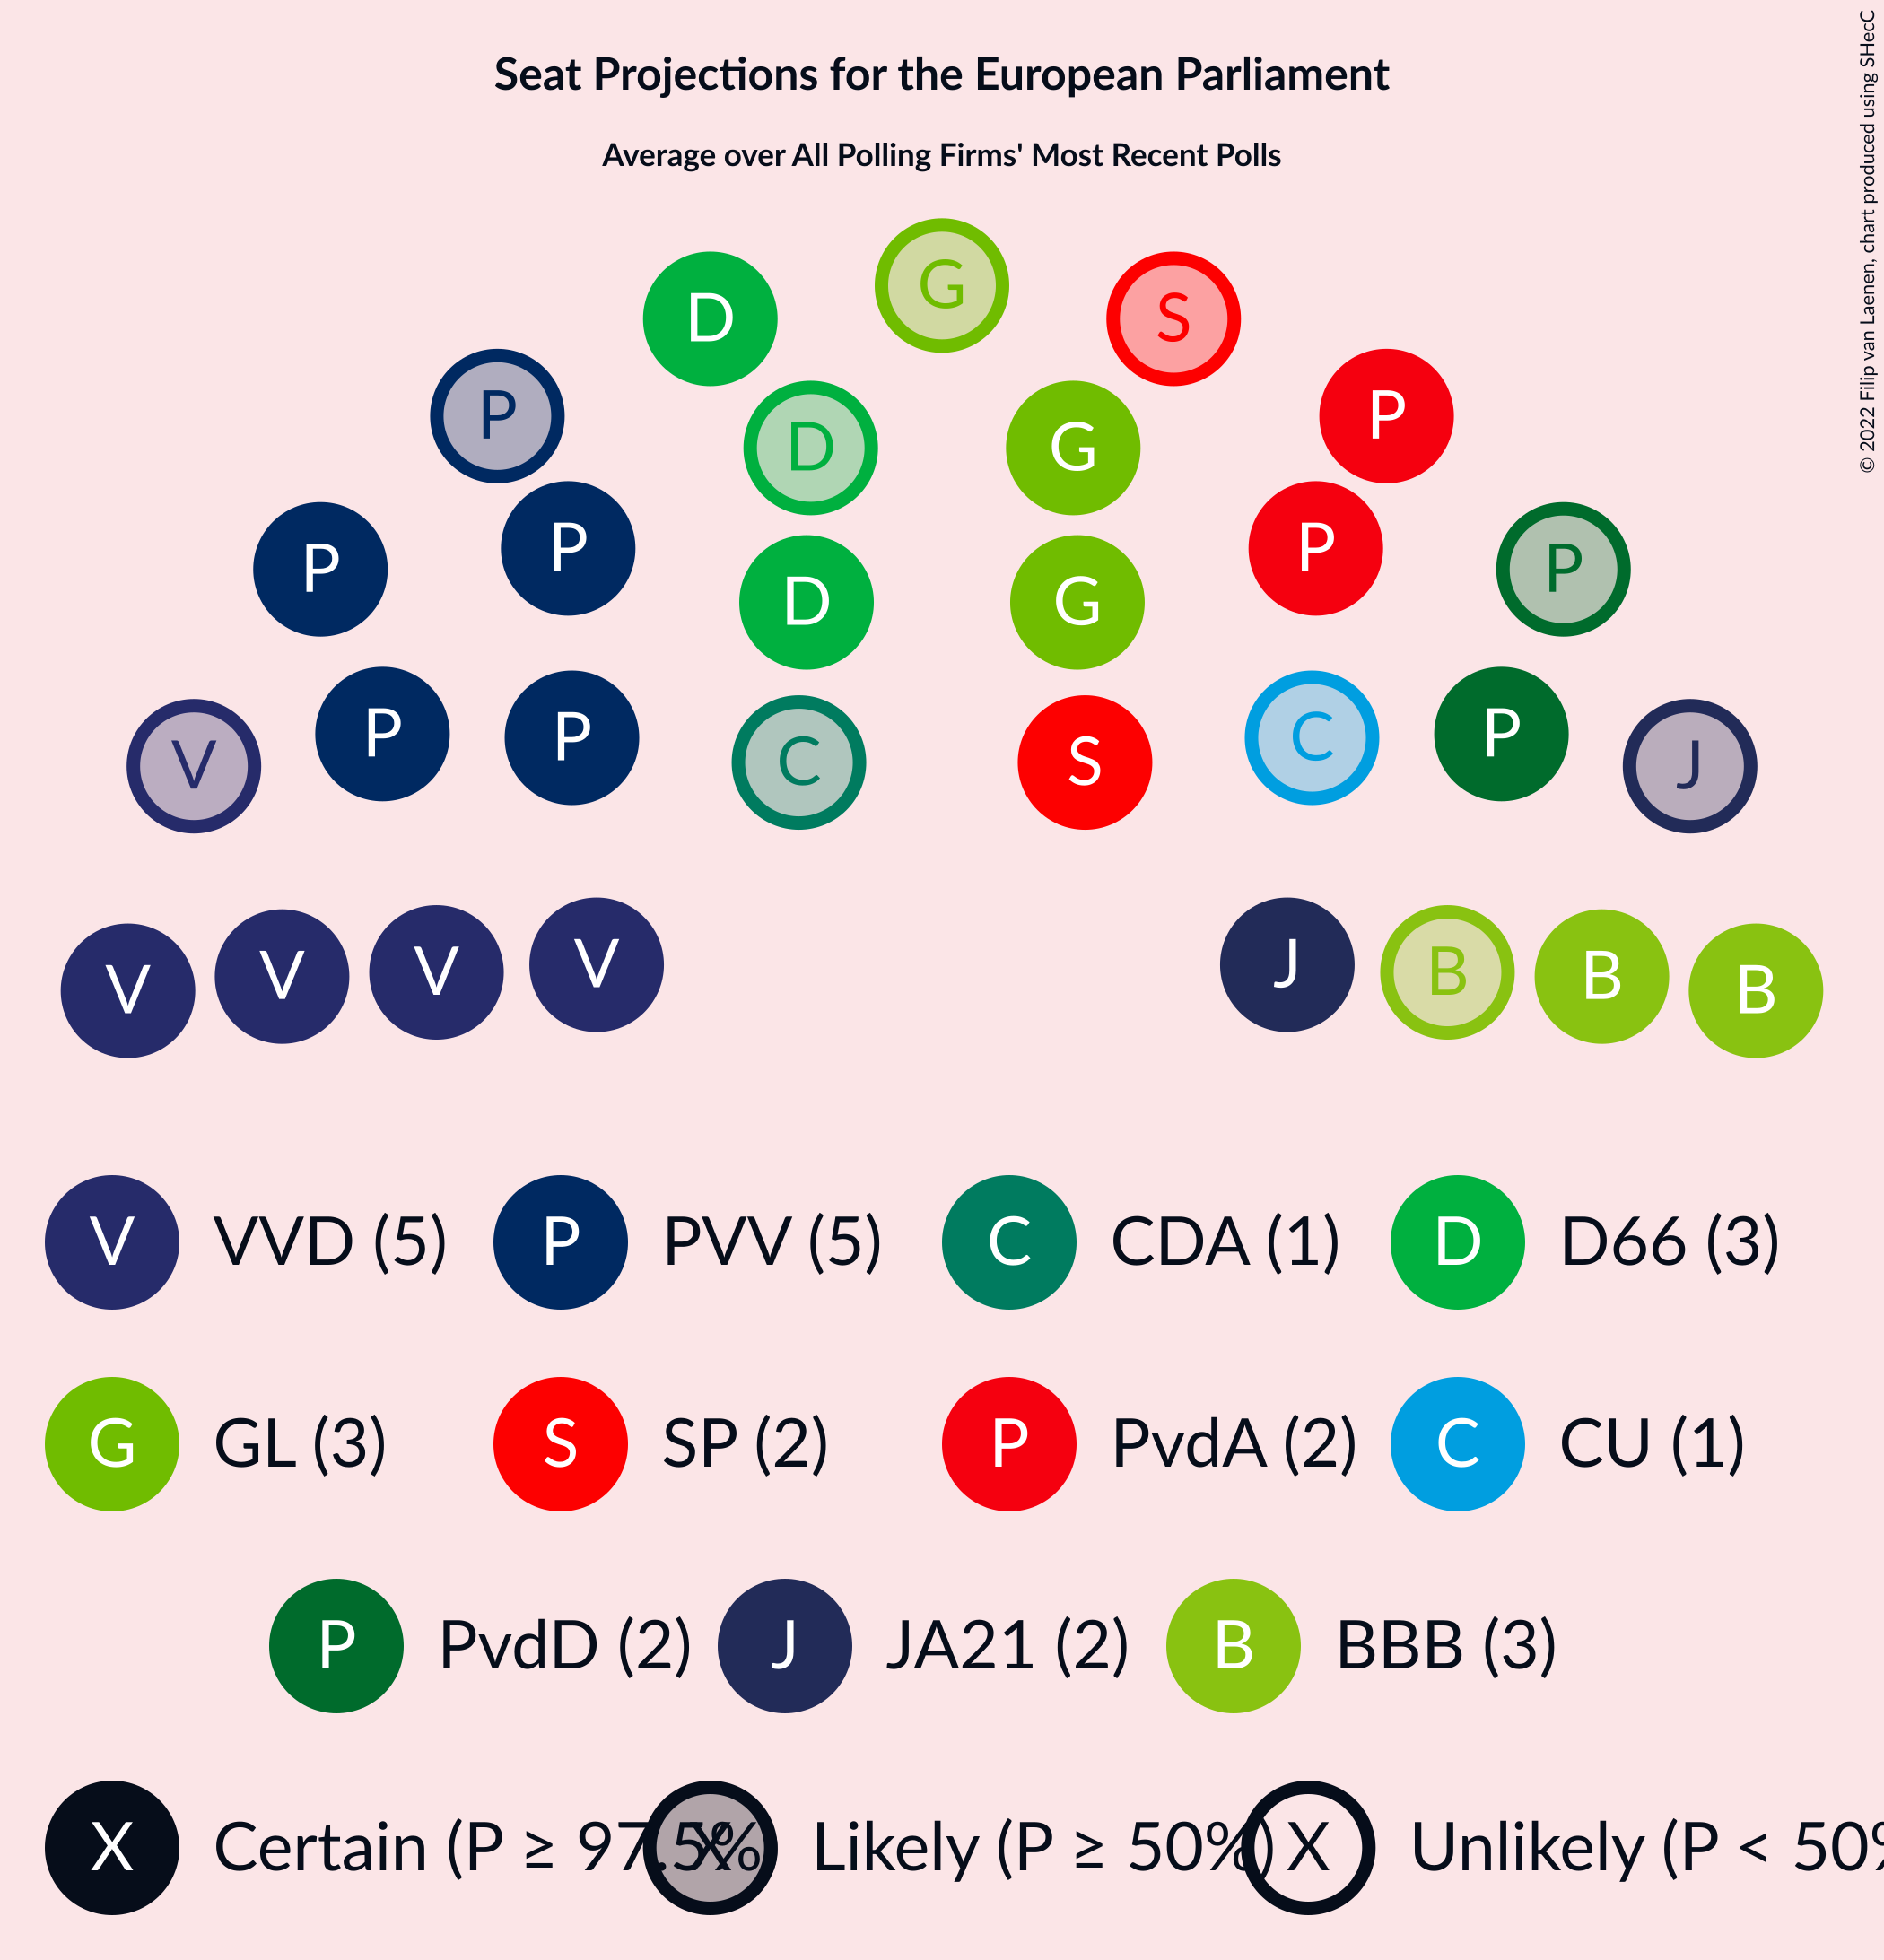 Seat Projections for the European Parliament
Average over All Polling Firms' Most Recent Polls
© 2022 Filip van Laenen, chart produced using SHecC
G
D S
P P
D G
P P
P P
D G
P P
P C S C
V J
V V V V J B B B
V VVD (5) P PVV (5) C CDA (1) D D66 (3)
G GL (3) S SP (2) P PvdA (2) C CU (1)
P PvdD (2) J JA21 (2) B BBB (3)
X Certain (P ≥ 97.5% X Likely (P ≥ 50%) X Unlikely (P < 50%